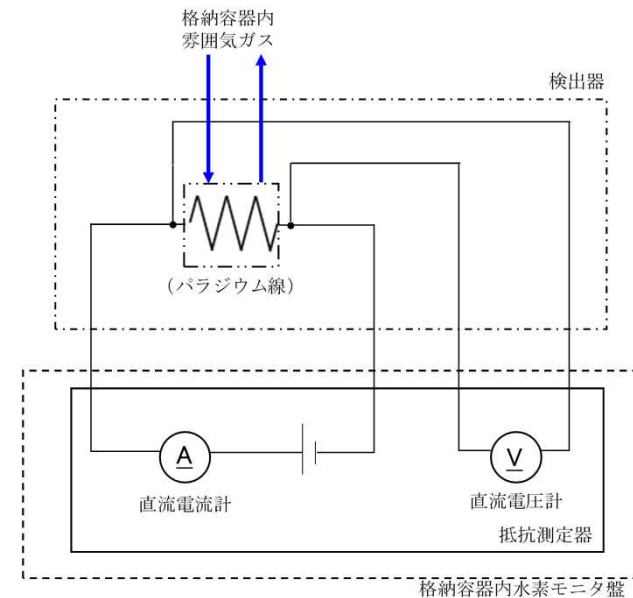 格納容器内
雰囲気ガス
検出器
(パラジウム線)
A
V
直流電流計
直流電圧計
抵抗測定器
格納容器内水素モニタ盤